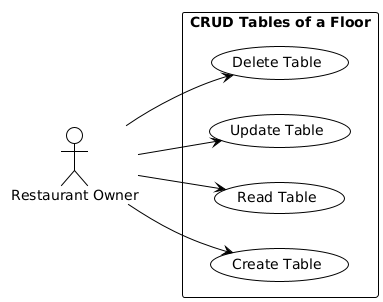 CRUD Tables of a Floor
Delete Table
Update Table
Restaurant Owner
Read Table
Create Table